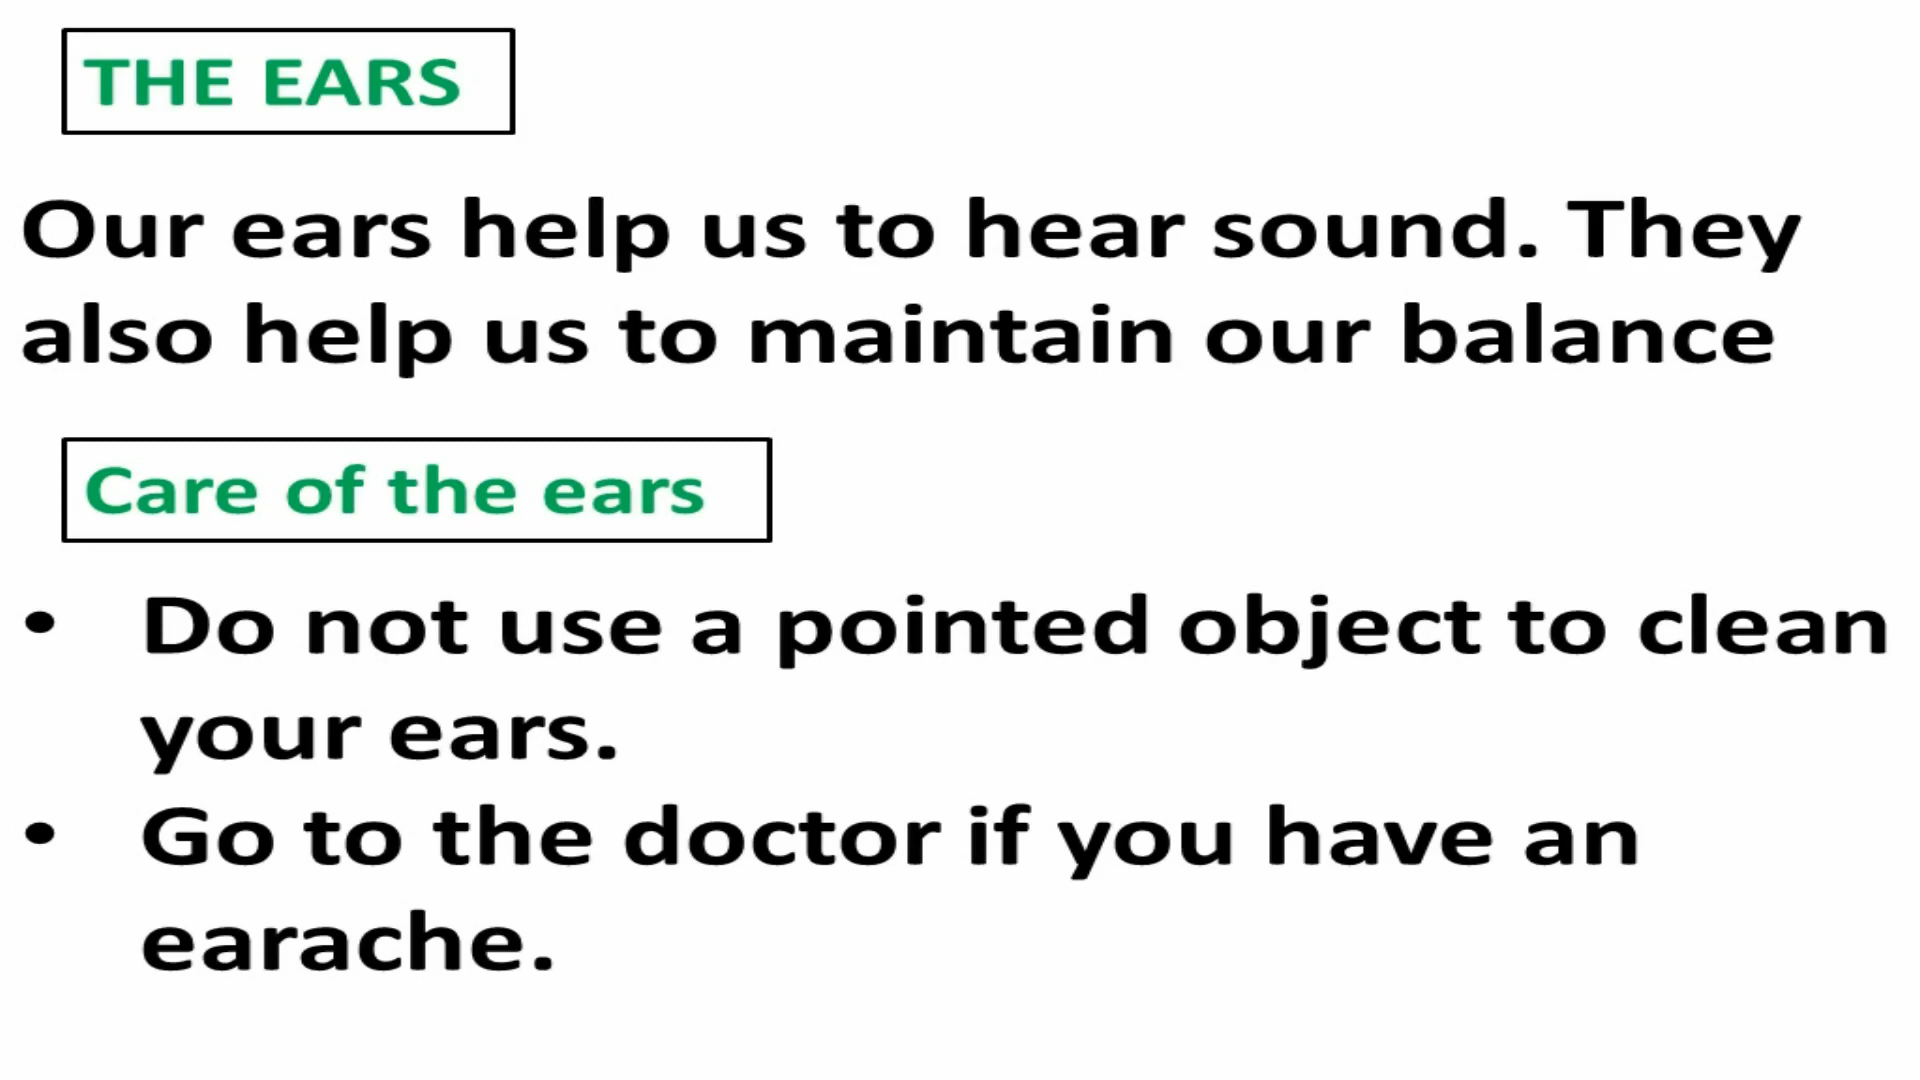 THE EARS
Our ears help us to hear sound. They
also help us to maintain our balance
Care of the ears
• Do not use a pointed object to clean
your ears.
• Go to the doctor if you have an
earache.